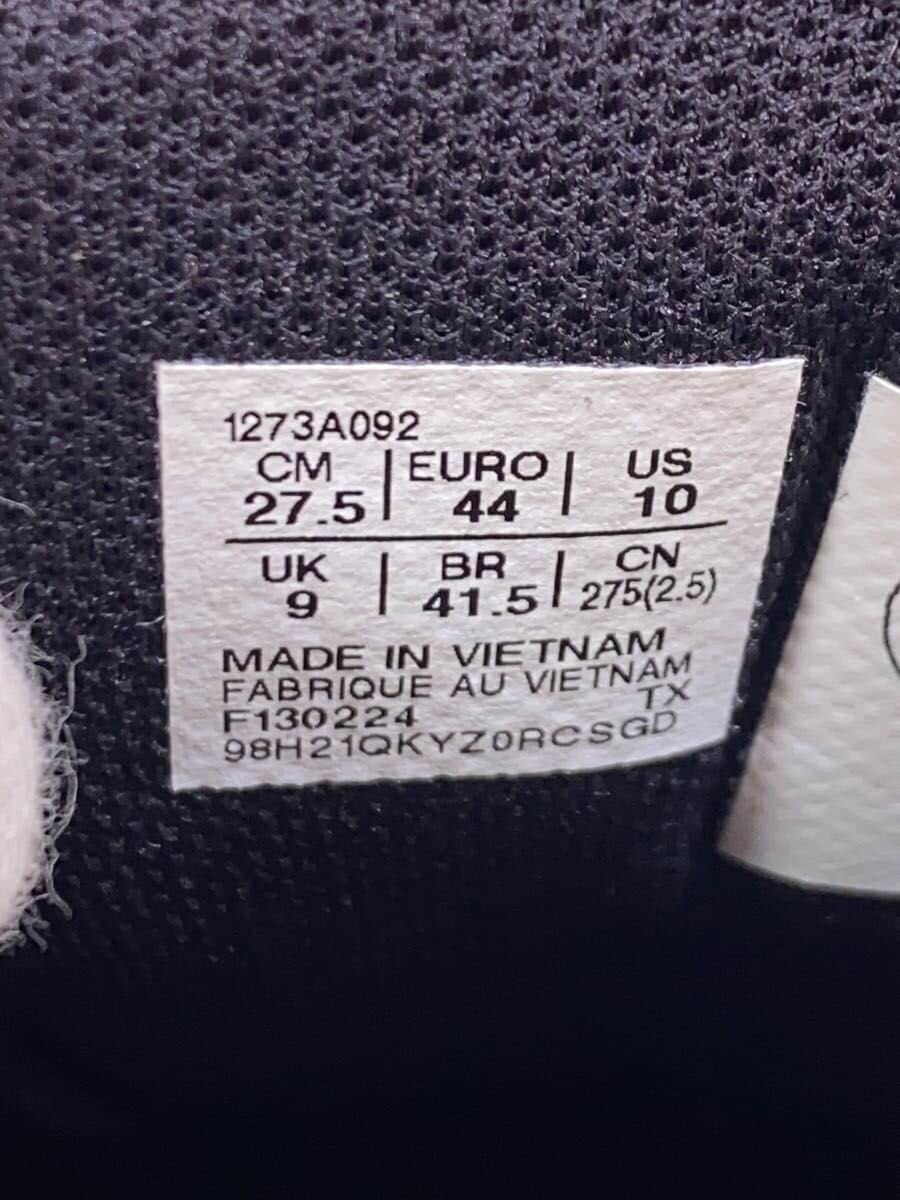 1273A092
CM | EURO | US
27.5 | 44 | 10
UK | BR | CN
9 | 41.5 | 275(2.5)
MADE IN VIETNAM
FABRIQUE AU VIETNAM
F130224 TX
98H21QKYZ0RCSGD